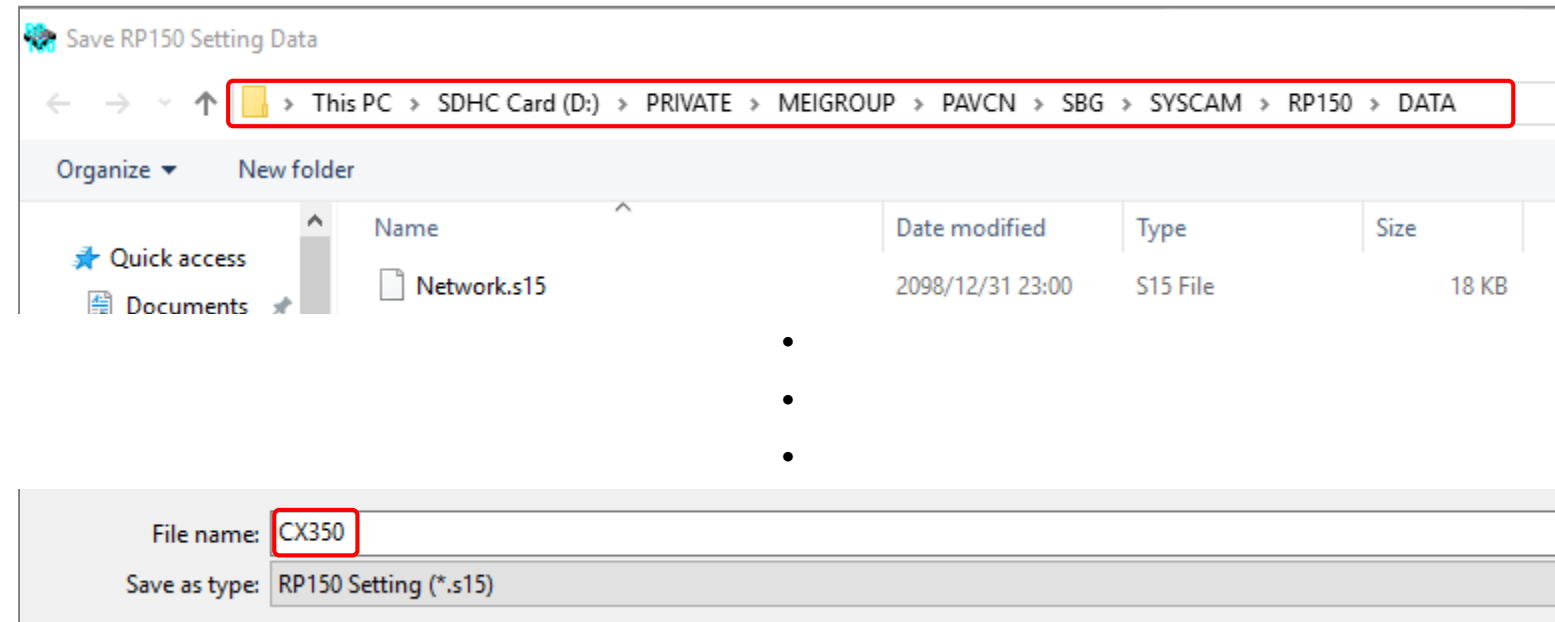 Save RP150 Setting Data
This PC > SDHC Card (D:) > PRIVATE > MEIGROUP > PAVCN > SBG > SYSCAM > RP150 > DATA
Organize New folder
Name Date modified Type Size
Quick access
Network.s15 2098/12/31 23:00 S15 File 18 KB
Documents
File name: CX350
Save as type: RP150 Setting (*.s15)